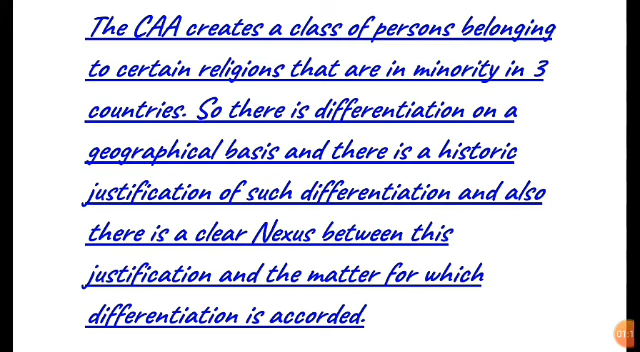 The CAA creates a class of persons belonging
to certain religions that are in minority in 3
countries. So there is differentiation on a
geographical basis and there is a historic
justification of such differentiation and also
there is a clear Nexus between this
justification and the matter for which
differentiation is accorded.